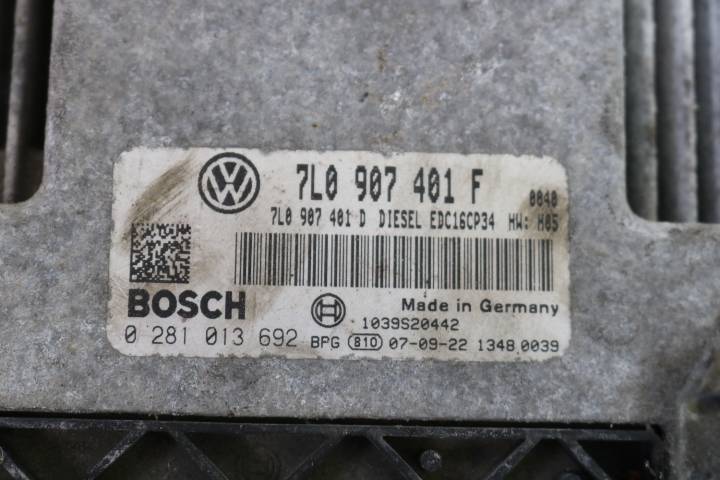 7L0 907 401 F 0040
7L0 907 401 D DIESEL EDC16CP34 HW: H05
BOSCH
Made in Germany
1039S20442
0 281 013 692 BPG 810 07-09-22 1348.0039